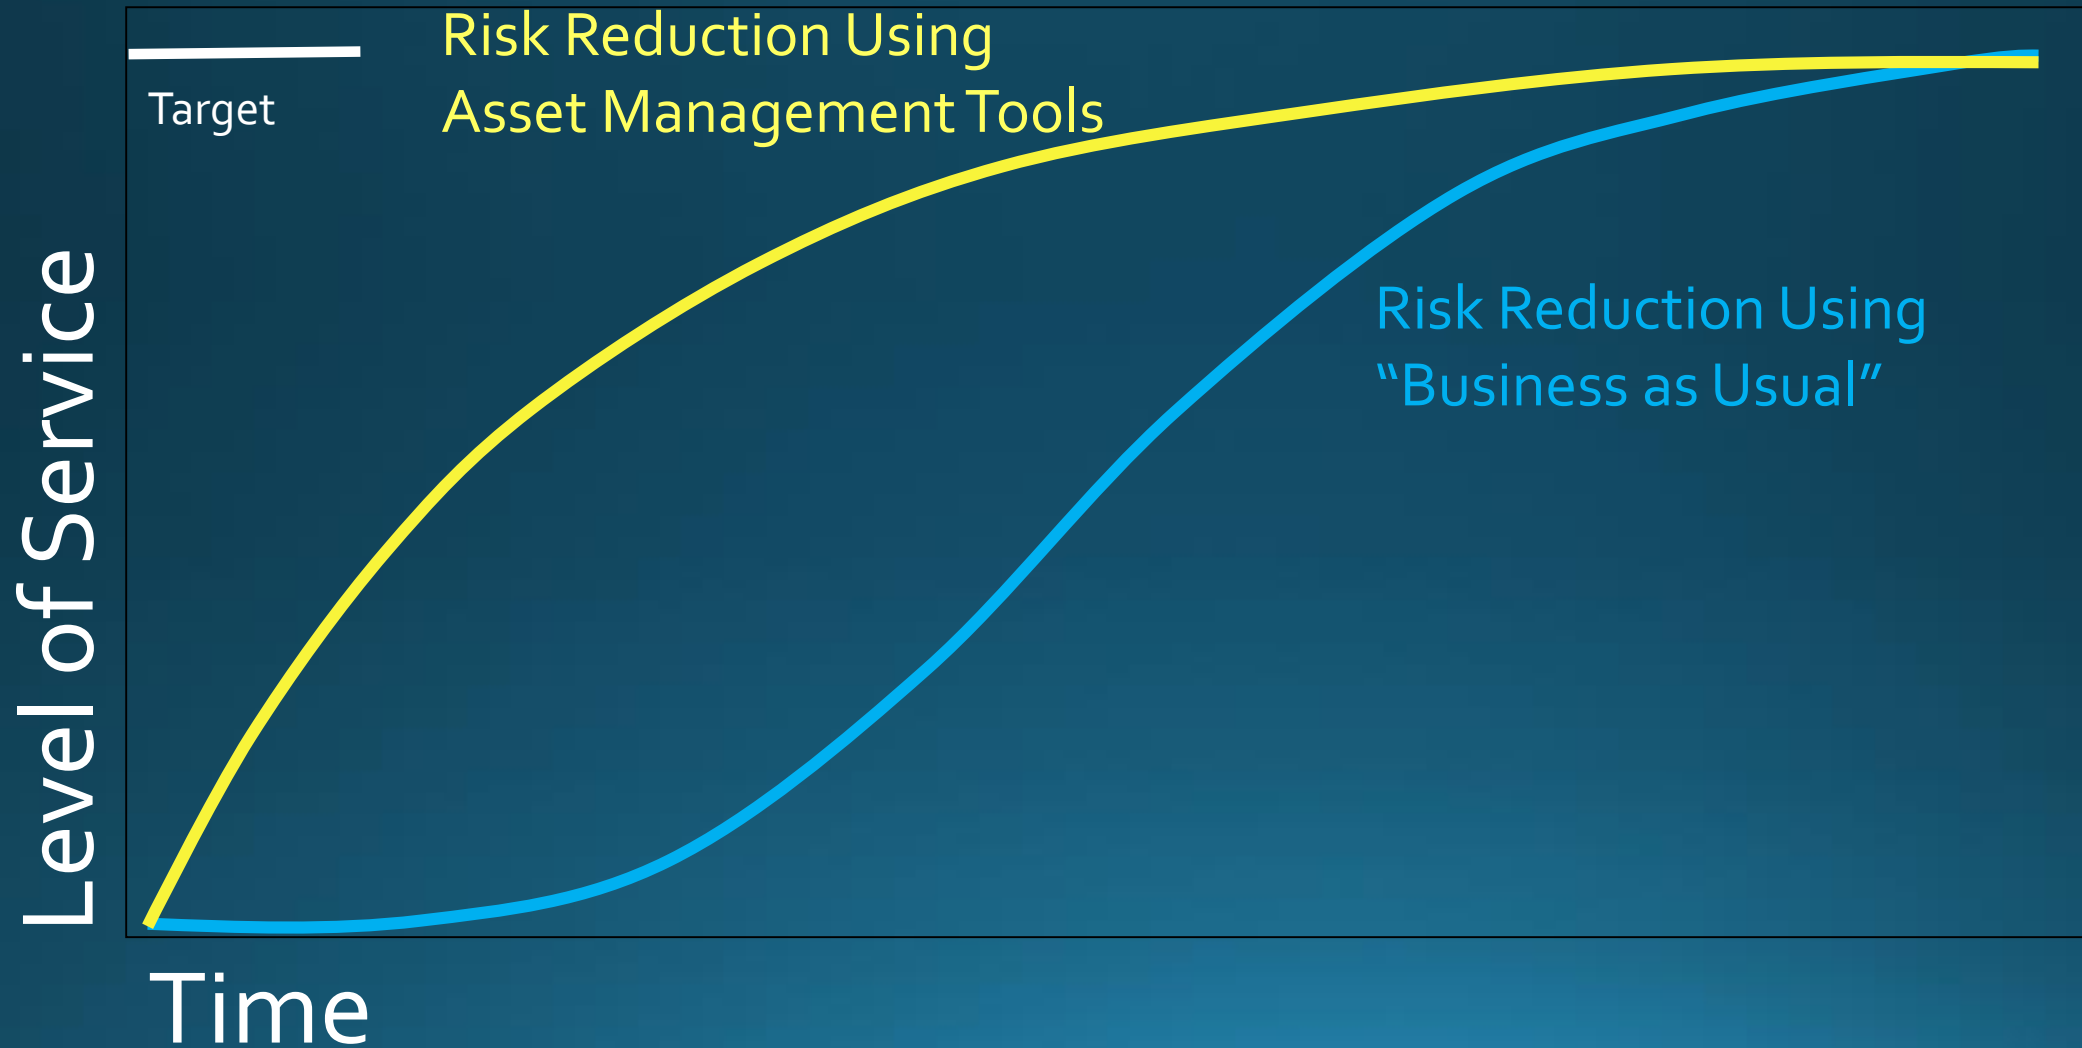 Risk Reduction Using
Asset Management Tools
Target
Level of Service
Risk Reduction Using
“Business as Usual”
Time